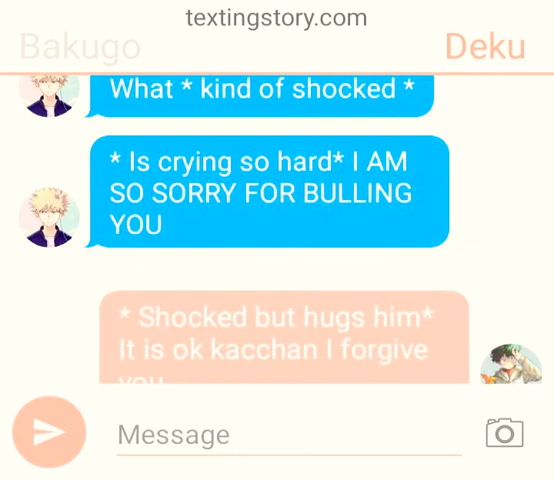 textingstory.com
Bakugo
Deku
What * kind of shocked *
* Is crying so hard* I AM
SO SORRY FOR BULLING
YOU
* Shocked but hugs him*
It is ok kacchan I forgive
you
Message